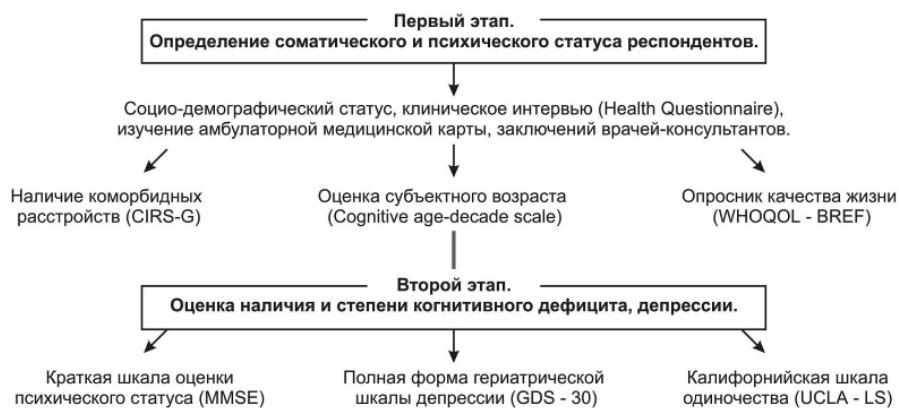 Первый этап.
Определение соматического и психического статуса респондентов.
Социо-демографический статус, клиническое интервью (Health Questionnaire),
изучение амбулаторной медицинской карты, заключений врачей-консультантов.
Наличие коморбидных
расстройств (CIRS-G)
Оценка субъектного возраста
(Cognitive age-decade scale)
Опросник качества жизни
(WHOQOL - BREF)
Второй этап.
Оценка наличия и степени когнитивного дефицита, депрессии.
Краткая шкала оценки
психического статуса (MMSE)
Полная форма гериатрической
шкалы депрессии (GDS - 30)
Калифорнийская шкала
одиночества (UCLA - LS)